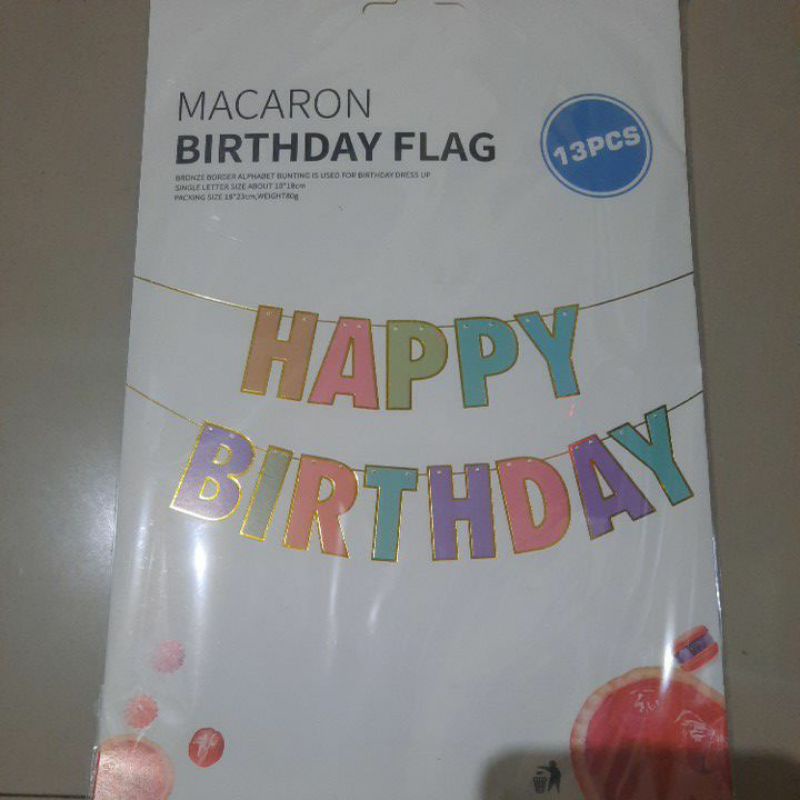 MACARON
BIRTHDAY FLAG
13PCS
BRONZE BORDER ALPHABET BUNTING IS USED FOR BIRTHDAY DRESS UP
SINGLE LETTER SIZE ABOUT 13*18cm
PACKING SIZE 16*23cm,WEIGHT80g
HAPPY
BIRTHDAY